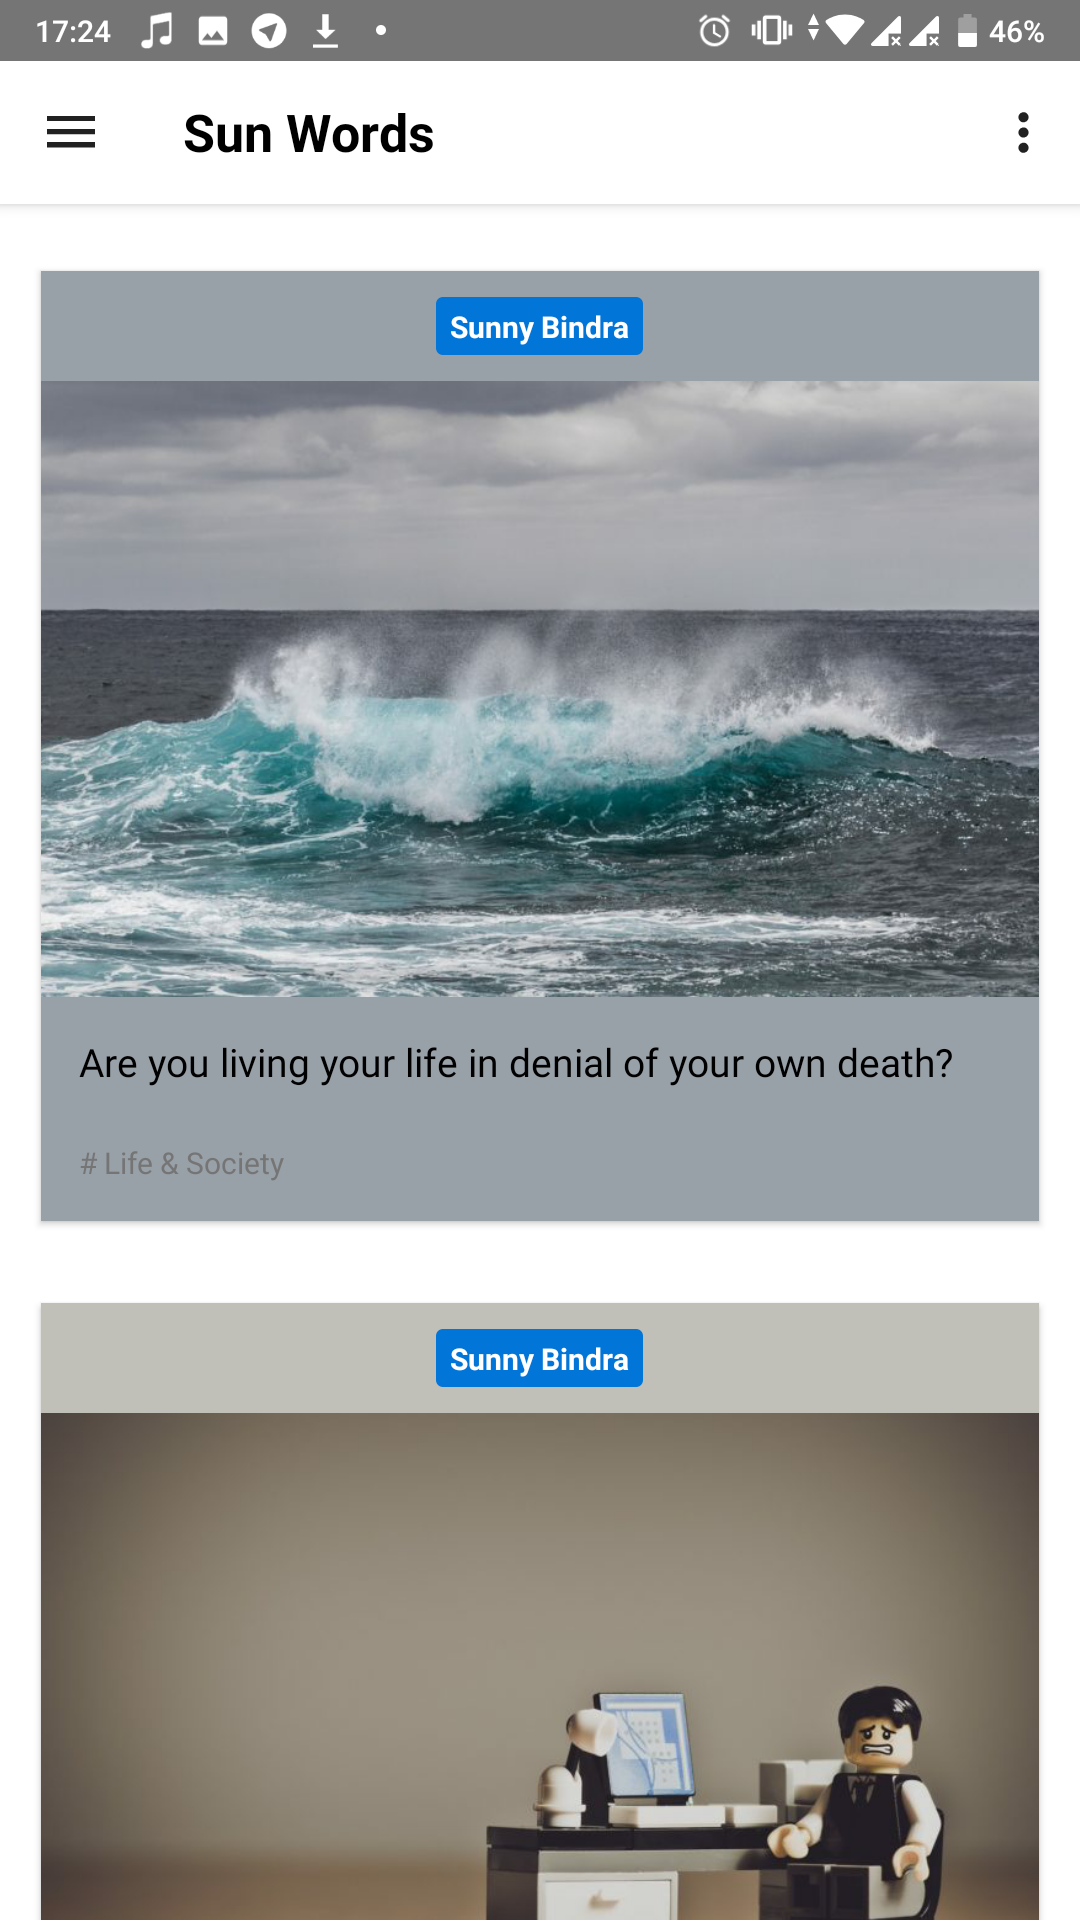 17:24
46%
Sun Words
Sunny Bindra
Are you living your life in denial of your own death?
# Life & Society
Sunny Bindra